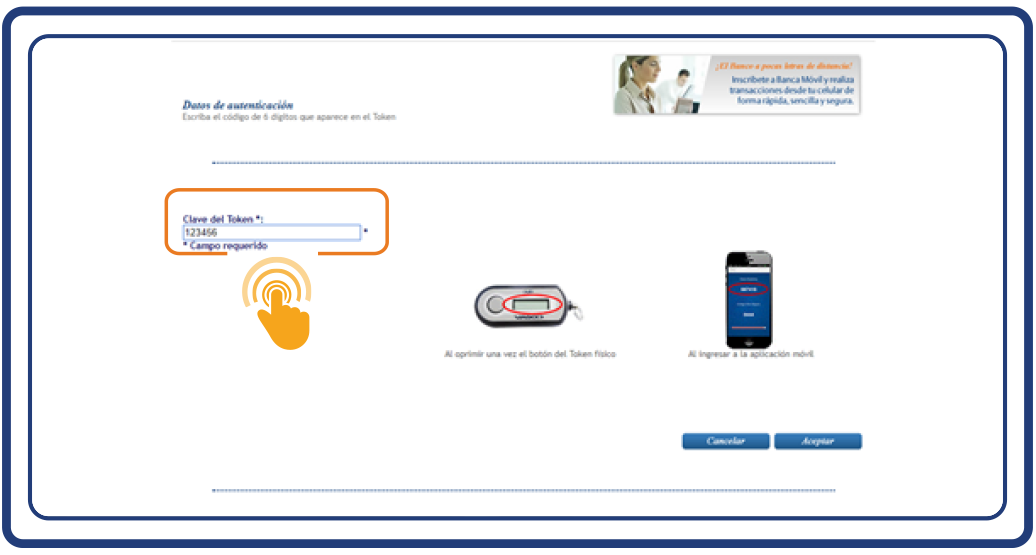 ¡El Banco a pocas letras de distancia!
Inscríbete a Banca Móvil y realiza
transacciones desde tu celular de
forma rápida, sencilla y segura.
Datos de autenticación
Escriba el código de 6 dígitos que aparece en el Token
Clave del Token *:
123456
*
* Campo requerido
VASCO
Al oprimir una vez el botón del Token físico
Al ingresar a la aplicación móvil
Cancelar
Aceptar